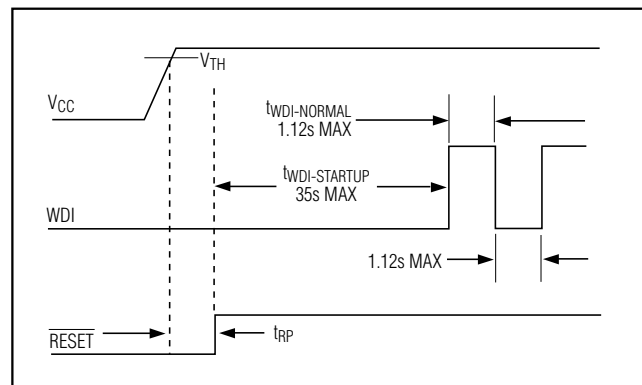 VTH
VCC
tWDI-NORMAL
1.12s MAX
tWDI-STARTUP
35s MAX
WDI
1.12s MAX
RESET
tRP